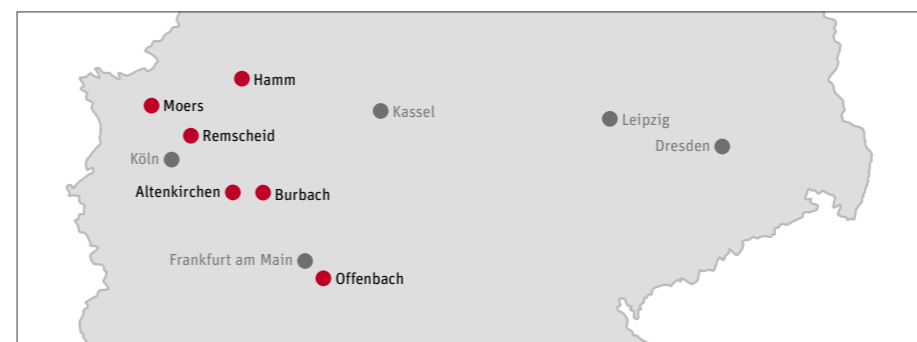 Hamm
Moers
Kassel
Leipzig
Remscheid
Dresden
Köln
Altenkirchen
Burbach
Frankfurt am Main
Offenbach